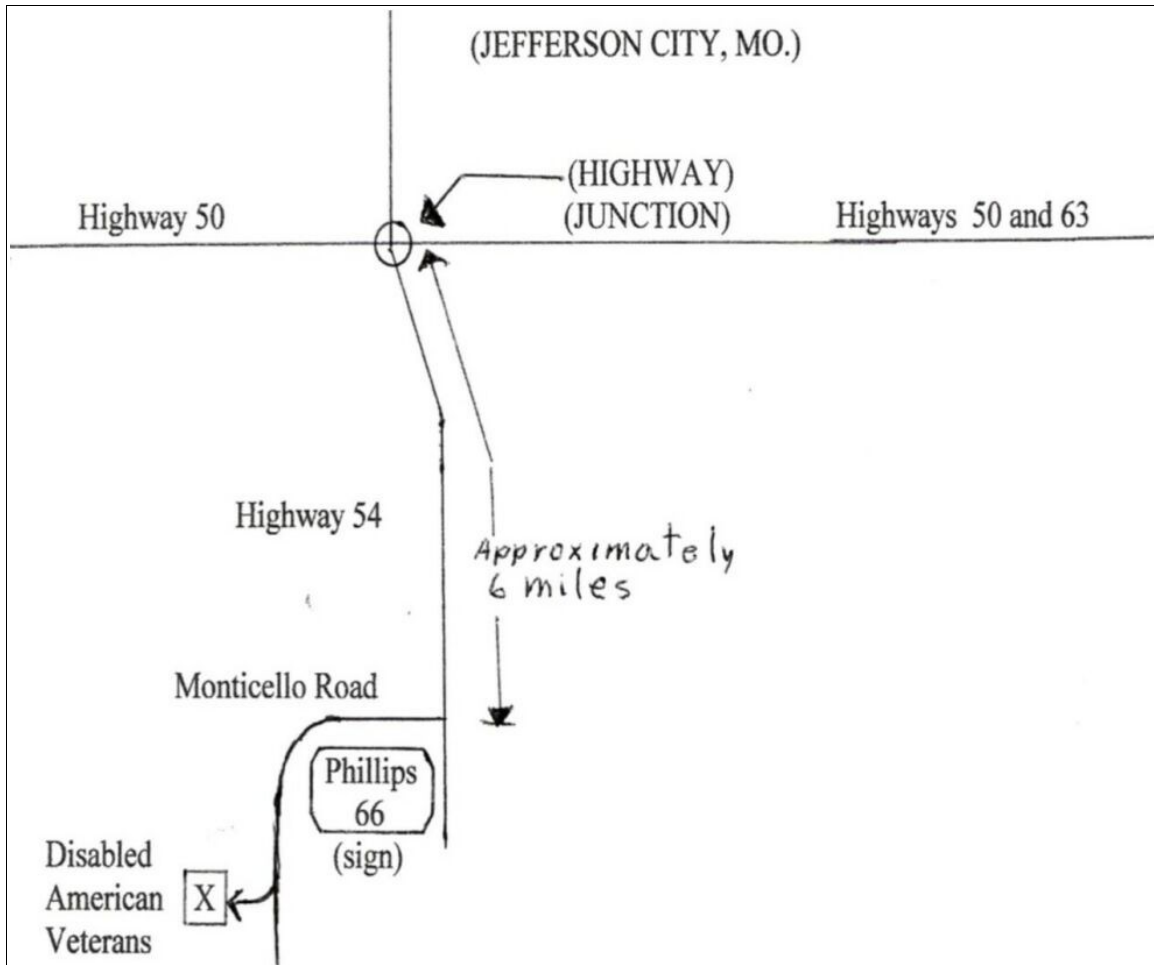 (JEFFERSON CITY, MO.)
(HIGHWAY)
(JUNCTION)
Highway 50
Highways 50 and 63
Highway 54
Approximately
6 miles
Monticello Road
Phillips
66
(sign)
Disabled
American
Veterans
X